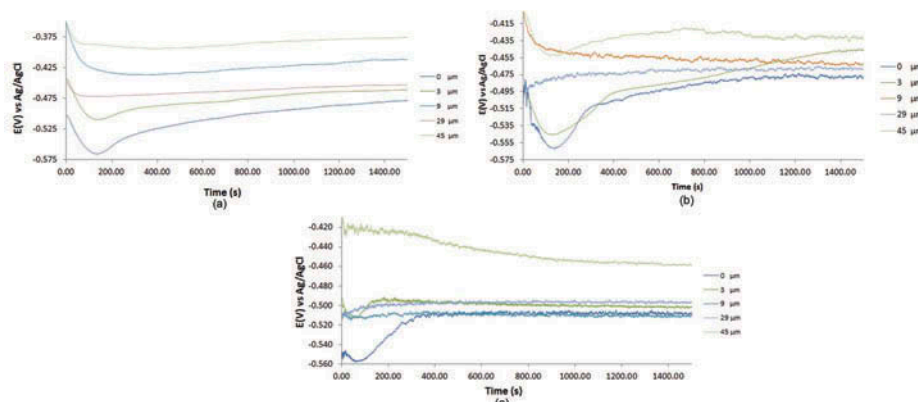 (a)
E(V) vs Ag/AgCl
-0.375
-0.425
-0.475
-0.525
-0.575
0.00 200.00 400.00 600.00 800.00 1000.00 1200.00 1400.00
Time (s)
(a)
0 µm
3 µm
9 µm
29 µm
45 µm
(b)
E(V) vs Ag/AgCl
-0.415
-0.435
-0.455
-0.475
-0.495
-0.515
-0.535
-0.555
-0.575
0.00 200.00 400.00 600.00 800.00 1000.00 1200.00 1400.00
Time (s)
(b)
0 µm
3 µm
9 µm
29 µm
45 µm
E(V) vs Ag/AgCl
-0.420
-0.440
-0.460
-0.480
-0.500
-0.520
-0.540
-0.560
0.00 200.00 400.00 600.00 800.00 1000.00 1200.00 1400.00
Time (s)
0 µm
3 µm
9 µm
29 µm
45 µm